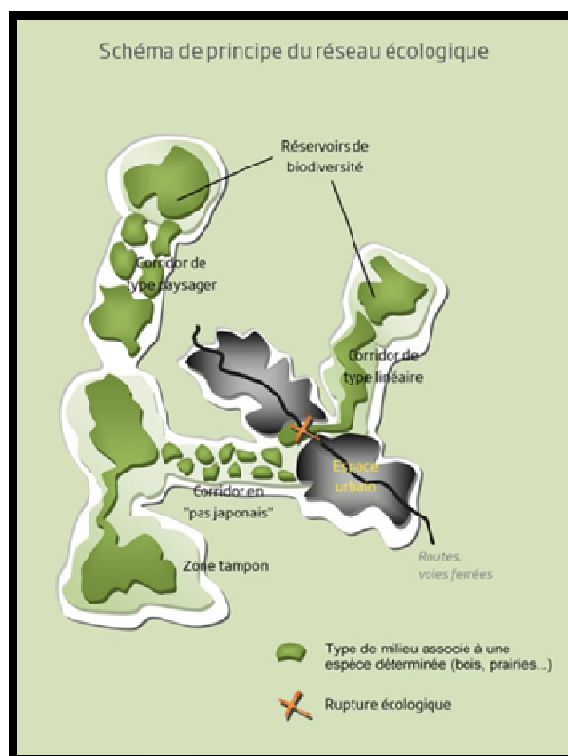 Schéma de principe du réseau écologique
Réservoirs de
biodiversité
Corridor de
type paysager
Corridor de
type linéaire
Espace
urbain
Corridor en
"pas japonais"
Zone tampon
Routes,
voies ferrées
Type de milieu associé à une
espèce déterminée (bois, prairies...)
Rupture écologique